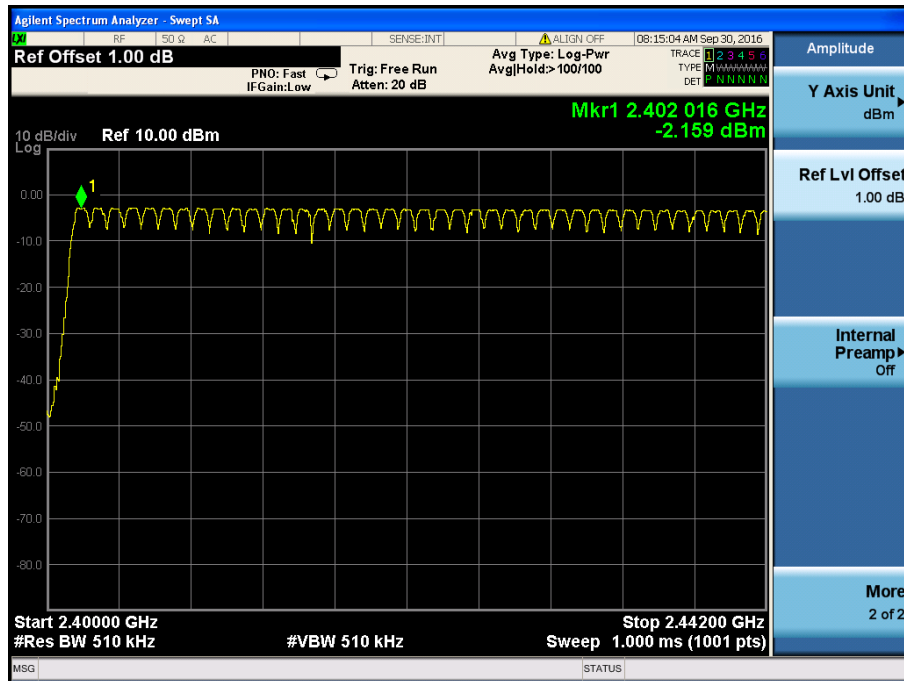 Agilent Spectrum Analyzer - Swept SA
LXI RF 50 Ω AC SENSE:INT ALIGN OFF 08:15:04 AM Sep 30, 2016
Ref Offset 1.00 dB
PNO: Fast
IFGain:Low
Trig: Free Run
Atten: 20 dB
Avg Type: Log-Pwr
Avg|Hold:>100/100
TRACE 1 2 3 4 5 6
TYPE M WWWWW
DET P N N N N N
Mkr1 2.402 016 GHz
-2.159 dBm
10 dB/div Ref 10.00 dBm
Log
1
0.00
-10.0
-20.0
-30.0
-40.0
-50.0
-60.0
-70.0
-80.0
Start 2.40000 GHz Stop 2.44200 GHz
#Res BW 510 kHz #VBW 510 kHz Sweep 1.000 ms (1001 pts)
MSG STATUS
Amplitude
Y Axis Unit
dBm
Ref Lvl Offset
1.00 dB
Internal
Preamp
Off
More
2 of 2